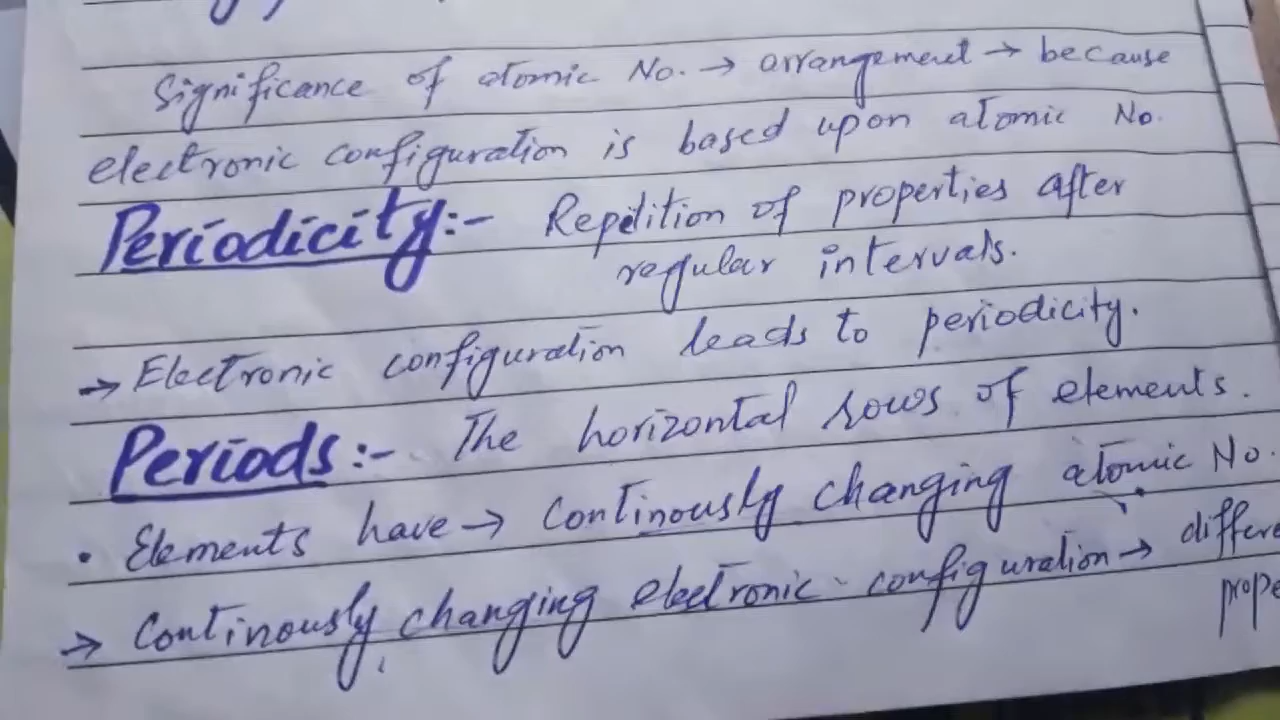 Significance of atomic No. → arrangement → because
electronic configuration is based upon atomic No.
Periodicity:- Repitition of properties after
regular intervals.
→ Electronic configuration leads to periodicity.
Periods:- The horizontal rows of elements.
• Elements have → Continously changing atomic No.
→ Continously changing electronic configuration → differe
prope